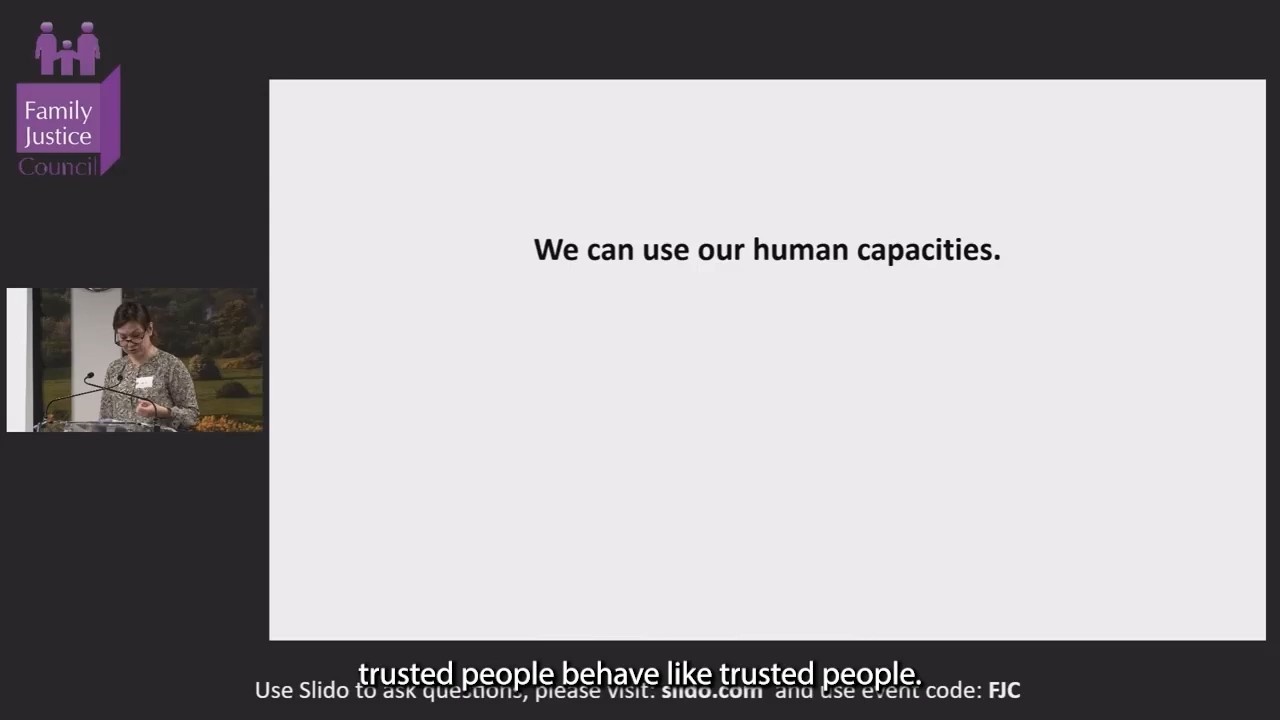 Family
Justice
Council
We can use our human capacities.
trusted people behave like trusted people.
Use Slido to ask questions, please visit: slido.com and use event code: FJC